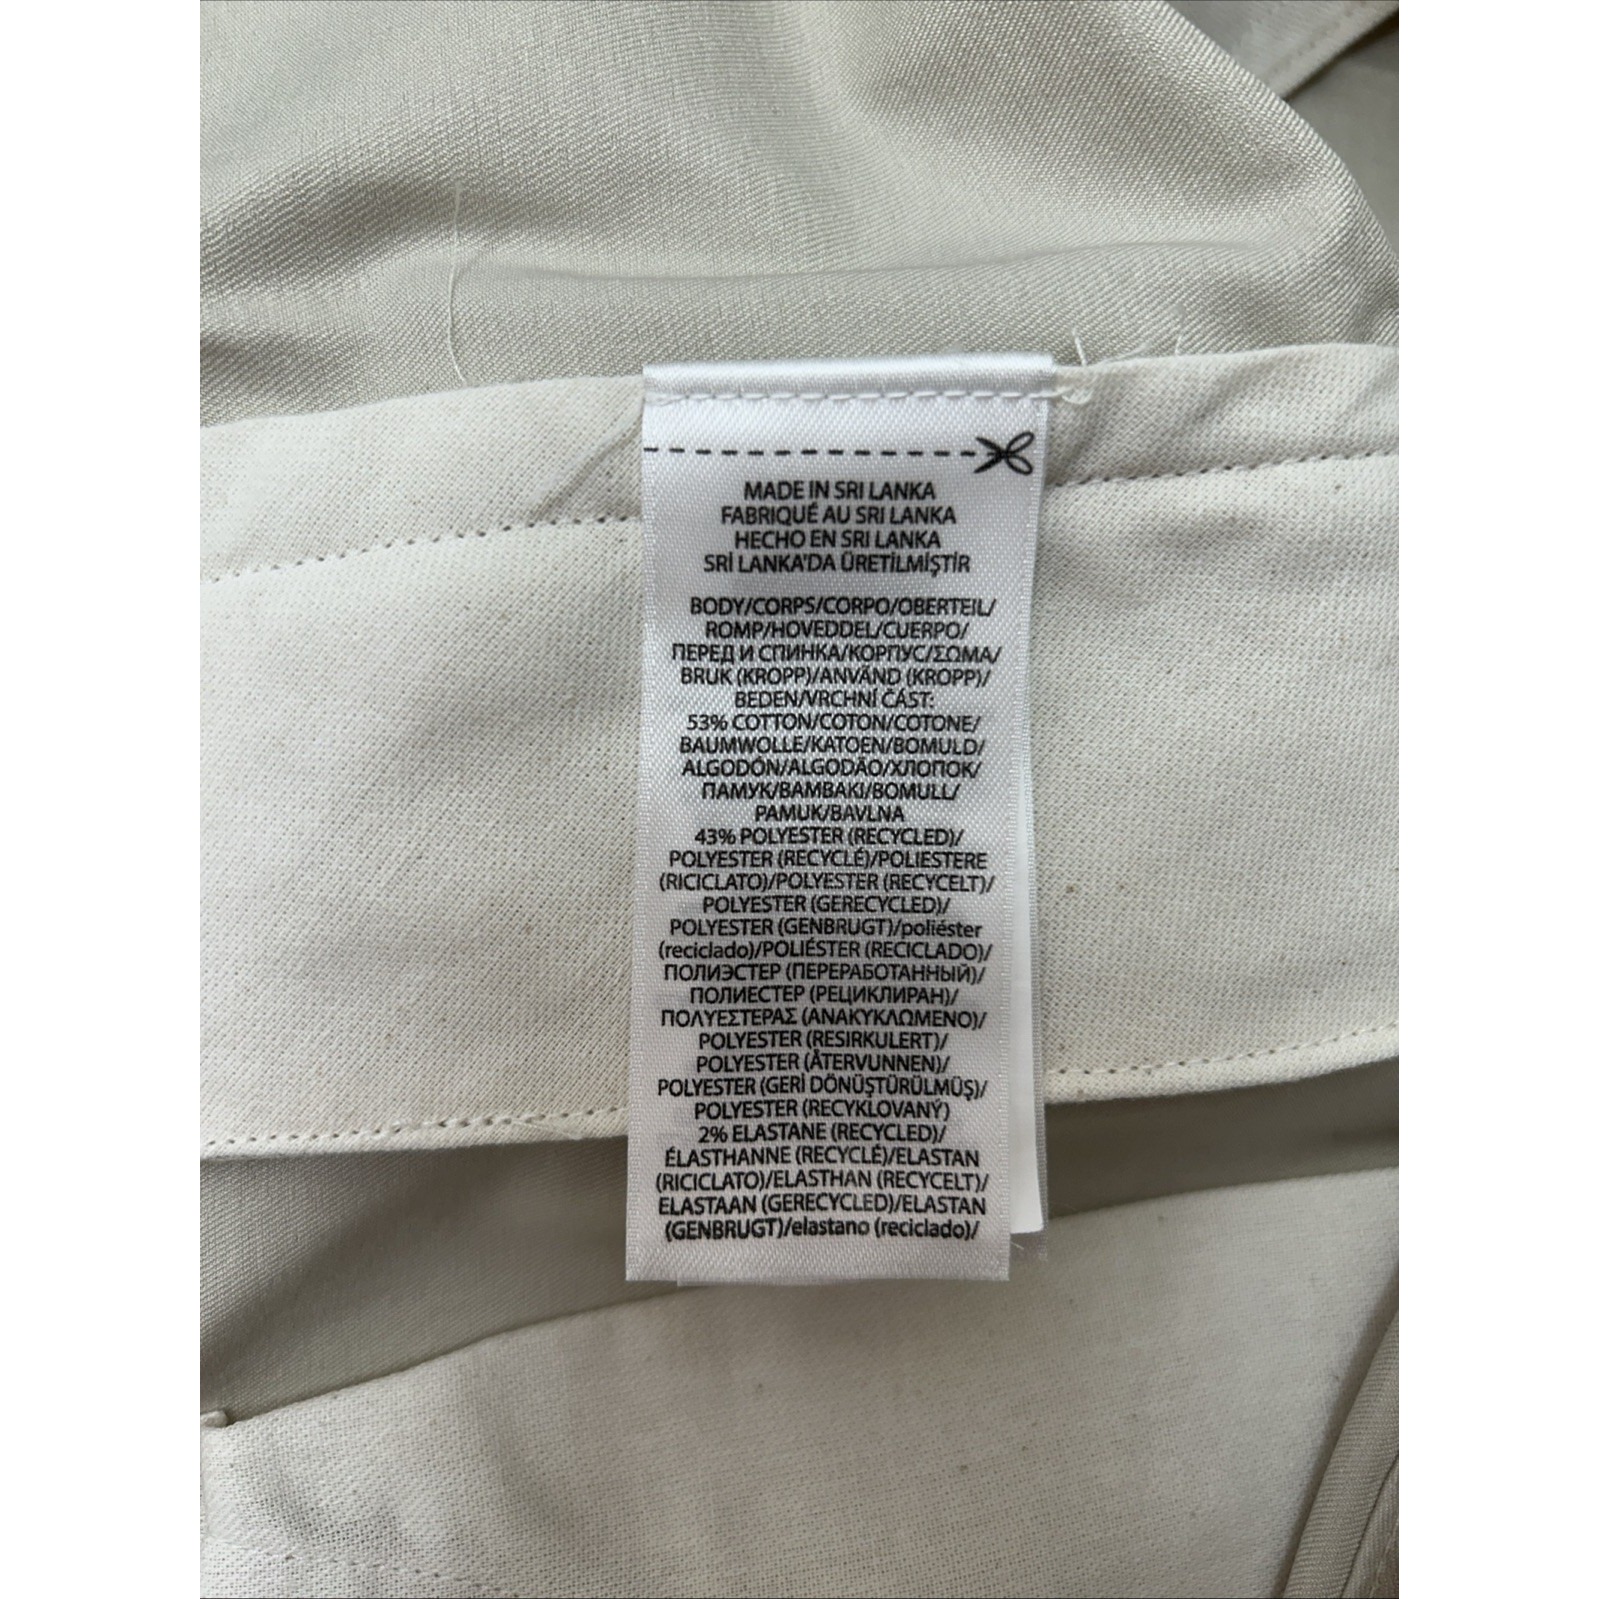 MADE IN SRI LANKA
FABRIQUÉ AU SRI LANKA
HECHO EN SRI LANKA
SRİ LANKA'DA ÜRETİLMİŞTİR
BODY/CORPS/CORPO/OBERTEIL/
ROMP/HOVEDDEL/CUERPO/
ПЕРЕД И СПИНКА/КОРПУС/ΣΩΜΑ/
BRUK (KROPP)/ANVÄND (KROPP)/
BEDEN/VRCHNÍ ČÁST:
53% COTTON/COTON/COTONE/
BAUMWOLLE/KATOEN/BOMULD/
ALGODÓN/ALGODÃO/ХЛОПОК/
ПАМУК/BAMBAKI/BOMULL/
PAMUK/BAVLNA
43% POLYESTER (RECYCLED)/
POLYESTER (RECYCLÉ)/POLIESTERE
(RICICLATO)/POLYESTER (RECYCELT)/
POLYESTER (GERECYCLED)/
POLYESTER (GENBRUGT)/poliéster
(reciclado)/POLIÉSTER (RECICLADO)/
ПОЛИЭСТЕР (ПЕРЕРАБОТАННЫЙ)/
ПОЛИЕСТЕР (РЕЦИКЛИРАН)/
ΠΟΛΥΕΣΤΕΡΑΣ (ΑΝΑΚΥΚΛΩΜΕΝΟ)/
POLYESTER (RESIRKULERT)/
POLYESTER (ÅTERVUNNEN)/
POLYESTER (GERİ DÖNÜŞTÜRÜLMÜŞ)/
POLYESTER (RECYKLOVANÝ)
2% ELASTANE (RECYCLED)/
ÉLASTHANNE (RECYCLÉ)/ELASTAN
(RICICLATO)/ELASTHAN (RECYCELT)/
ELASTAAN (GERECYCLED)/ELASTAN
(GENBRUGT)/elastano (reciclado)/